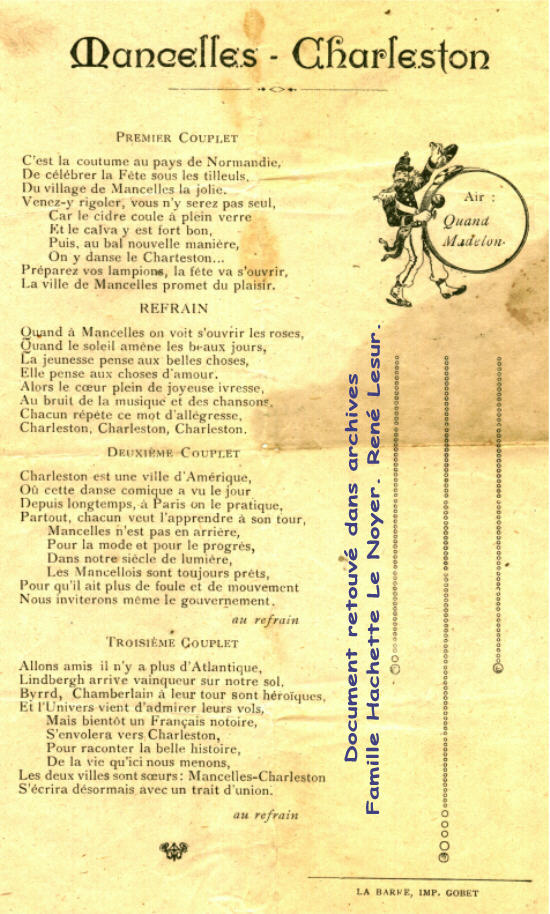 Mancelles - Charleston
PREMIER COUPLET
C'est la coutume au pays de Normandie,
De célébrer la Fête sous les tilleuls,
Du village de Mancelles la jolie.
Venez-y rigoler, vous n'y serez pas seul,
Car le cidre coule à plein verre
Et le calva y est fort bon,
Puis, au bal nouvelle manière,
On y danse le Charleston...
Préparez vos lampions, la fête va s'ouvrir,
La ville de Mancelles promet du plaisir.
Air :
Quand
Madelon.
REFRAIN
Quand à Mancelles on voit s'ouvrir les roses,
Quand le soleil amène les beaux jours,
La jeunesse pense aux belles choses,
Elle pense aux choses d'amour.
Alors le cœur plein de joyeuse ivresse,
Au bruit de la musique et des chansons,
Chacun répète ce mot d'allégresse,
Charleston, Charleston, Charleston.
DEUXIÈME COUPLET
Charleston est une ville d'Amérique,
Où cette danse comique a vu le jour
Depuis longtemps, à Paris on le pratique,
Partout, chacun veut l'apprendre à son tour,
Mancelles n'est pas en arrière,
Pour la mode et pour le progrès,
Dans notre siècle de lumière,
Les Mancellois sont toujours prêts,
Pour qu'il ait plus de foule et de mouvement
Nous inviterons même le gouvernement.
au refrain
TROISIÈME COUPLET
Allons amis il n'y a plus d'Atlantique,
Lindbergh arrive vainqueur sur notre sol,
Byrrd, Chamberlain à leur tour sont héroïques,
Et l'Univers vient d'admirer leurs vols,
Mais bientôt un Français notoire,
S'envolera vers Charleston,
Pour raconter la belle histoire,
De la vie qu'ici nous menons,
Les deux villes sont sœurs : Mancelles-Charleston
S'écrira désormais avec un trait d'union.
au refrain
Document retouvé dans archives
Famille Hachette Le Noyer. René Lesur.
LA BARRE, IMP. GOBET